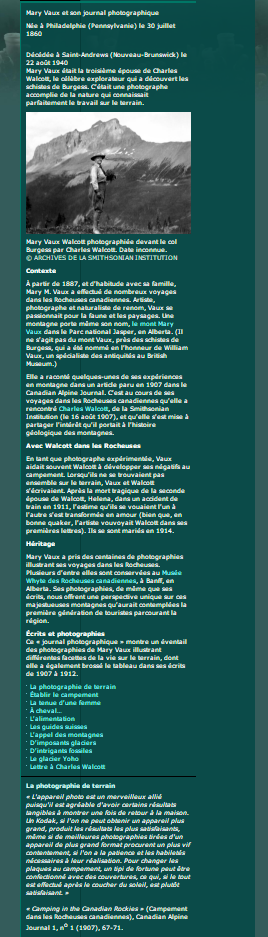 Mary Vaux et son journal photographique
Née à Philadelphie (Pennsylvanie) le 30 juillet
1860
Décédée à Saint-Andrews (Nouveau-Brunswick) le
22 août 1940
Mary Vaux était la troisième épouse de Charles
Walcott, le célèbre explorateur qui a découvert les
schistes de Burgess. C'était une photographe
accomplie de la nature qui connaissait
parfaitement le travail sur le terrain.
Mary Vaux Walcott photographiée devant le col
Burgess par Charles Walcott. Date inconnue.
© ARCHIVES DE LA SMITHSONIAN INSTITUTION
Contexte
À partir de 1887, et d'habitude avec sa famille,
Mary M. Vaux a effectué de nombreux voyages
dans les Rocheuses canadiennes. Artiste,
photographe et naturaliste de renom, Vaux se
passionnait pour la faune et les paysages. Une
montagne porte même son nom, le mont Mary
Vaux dans le Parc national Jasper, en Alberta. (Il
ne s'agit pas du mont Vaux, près des schistes de
Burgess, qui a été nommé en l'honneur de William
Vaux, un spécialiste des antiquités au British
Museum.)
Elle a raconté quelques-unes de ses expériences
en montagne dans un article paru en 1907 dans le
Canadian Alpine Journal. C'est au cours de ses
voyages dans les Rocheuses canadiennes qu'elle a
rencontré Charles Walcott, de la Smithsonian
Institution (le 16 août 1907), et qu'elle s'est mise à
partager l'intérêt qu'il portait à l'histoire
géologique des montagnes.
Avec Walcott dans les Rocheuses
En tant que photographe expérimentée, Vaux
aidait souvent Walcott à développer ses négatifs au
campement. Lorsqu'ils ne se trouvaient pas
ensemble sur le terrain, Vaux et Walcott
s'écrivaient. Après la mort tragique de la seconde
épouse de Walcott, Helena, dans un accident de
train en 1911, l'estime qu'ils se vouaient l'un à
l'autre s'est transformée en amour (bien que, en
bonne quaker, l'artiste vouvoyait Walcott dans ses
premières lettres). Ils se sont mariés en 1914.
Héritage
Mary Vaux a pris des centaines de photographies
illustrant ses voyages dans les Rocheuses.
Plusieurs d'entre elles sont conservées au Musée
Whyte des Rocheuses canadiennes, à Banff, en
Alberta. Ses photographies, de même que ses
écrits, nous offrent une perspective unique sur ces
majestueuses montagnes qu'aurait contemplées la
première génération de touristes parcourant la
région.
Écrits et photographies
Ce « journal photographique » montre un éventail
des photographies de Mary Vaux illustrant
différentes facettes de la vie sur le terrain, dont
elle a également brossé le tableau dans ses écrits
de 1907 à 1912.
· La photographie de terrain
· Établir le campement
· La tenue d'une femme
· À cheval...
· L'alimentation
· Les guides suisses
· L'appel des montagnes
· D'imposants glaciers
· D'intrigants fossiles
· Le glacier Yoho
· Lettre à Charles Walcott
La photographie de terrain
« L'appareil photo est un merveilleux allié
puisqu'il est agréable d'avoir certains résultats
tangibles à montrer une fois de retour à la maison.
Un Kodak, si l'on ne peut obtenir un appareil plus
grand, produit les résultats les plus satisfaisants,
même si de meilleures photographies tirées d'un
appareil de plus grand format procurent un plus vif
contentement, si l'on a la patience et les habiletés
nécessaires à leur réalisation. Pour changer les
plaques au campement, un tipi de fortune peut être
confectionné avec des couvertures, ce qui, si le tout
est effectué après le coucher du soleil, est plutôt
satisfaisant. »
« Camping in the Canadian Rockies » (Campement
dans les Rocheuses canadiennes), Canadian Alpine
Journal 1, nº 1 (1907), 67-71.